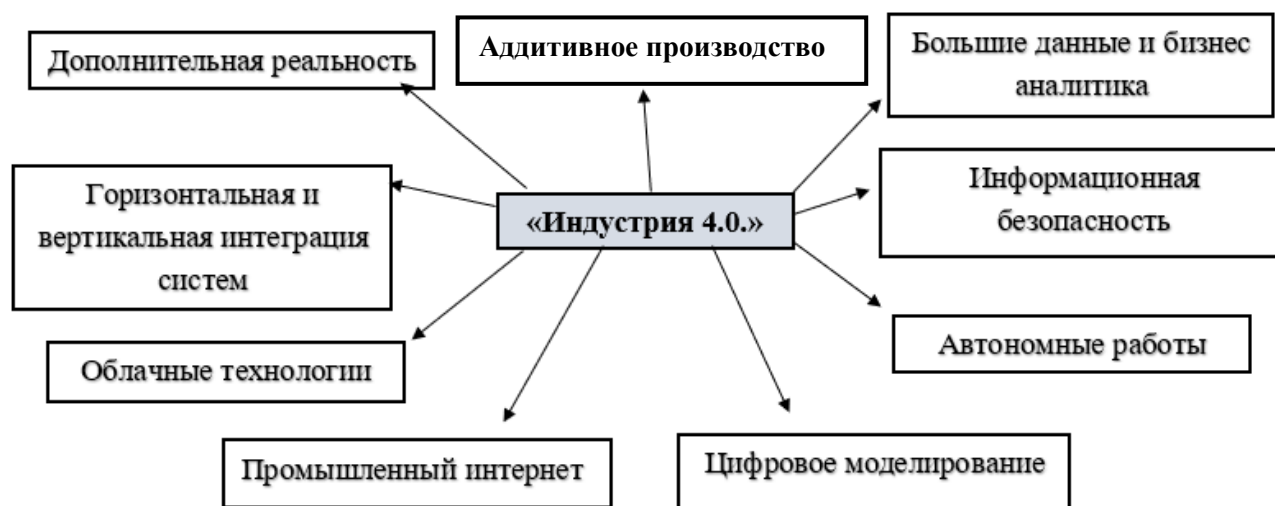 Дополнительная реальность
Аддитивное производство
Большие данные и бизнес
аналитика
Горизонтальная и
вертикальная интеграция
систем
«Индустрия 4.0.»
Информационная
безопасность
Облачные технологии
Автономные работы
Промышленный интернет
Цифровое моделирование